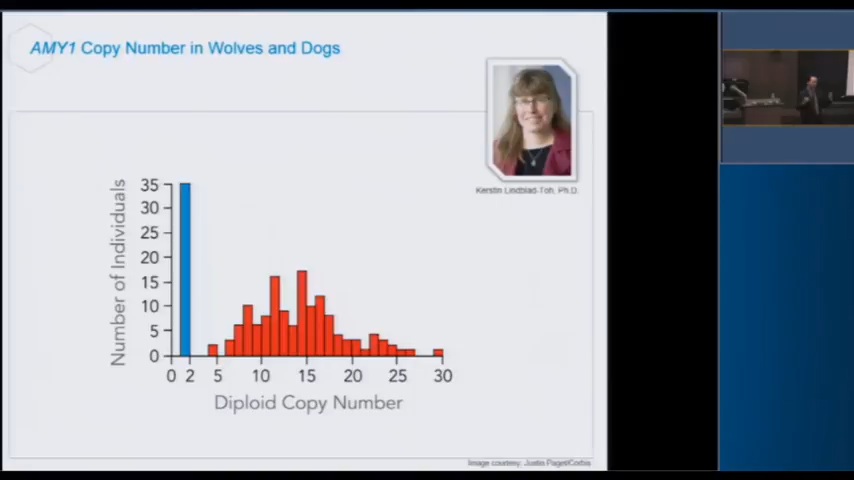 AMY1 Copy Number in Wolves and Dogs
Kerstin Lindblad-Toh, Ph.D.
Number of Individuals
35
30
25
20
15
10
5
0
0 2 5 10 15 20 25 30
Diploid Copy Number
Image courtesy: Justin Paget/Corbis